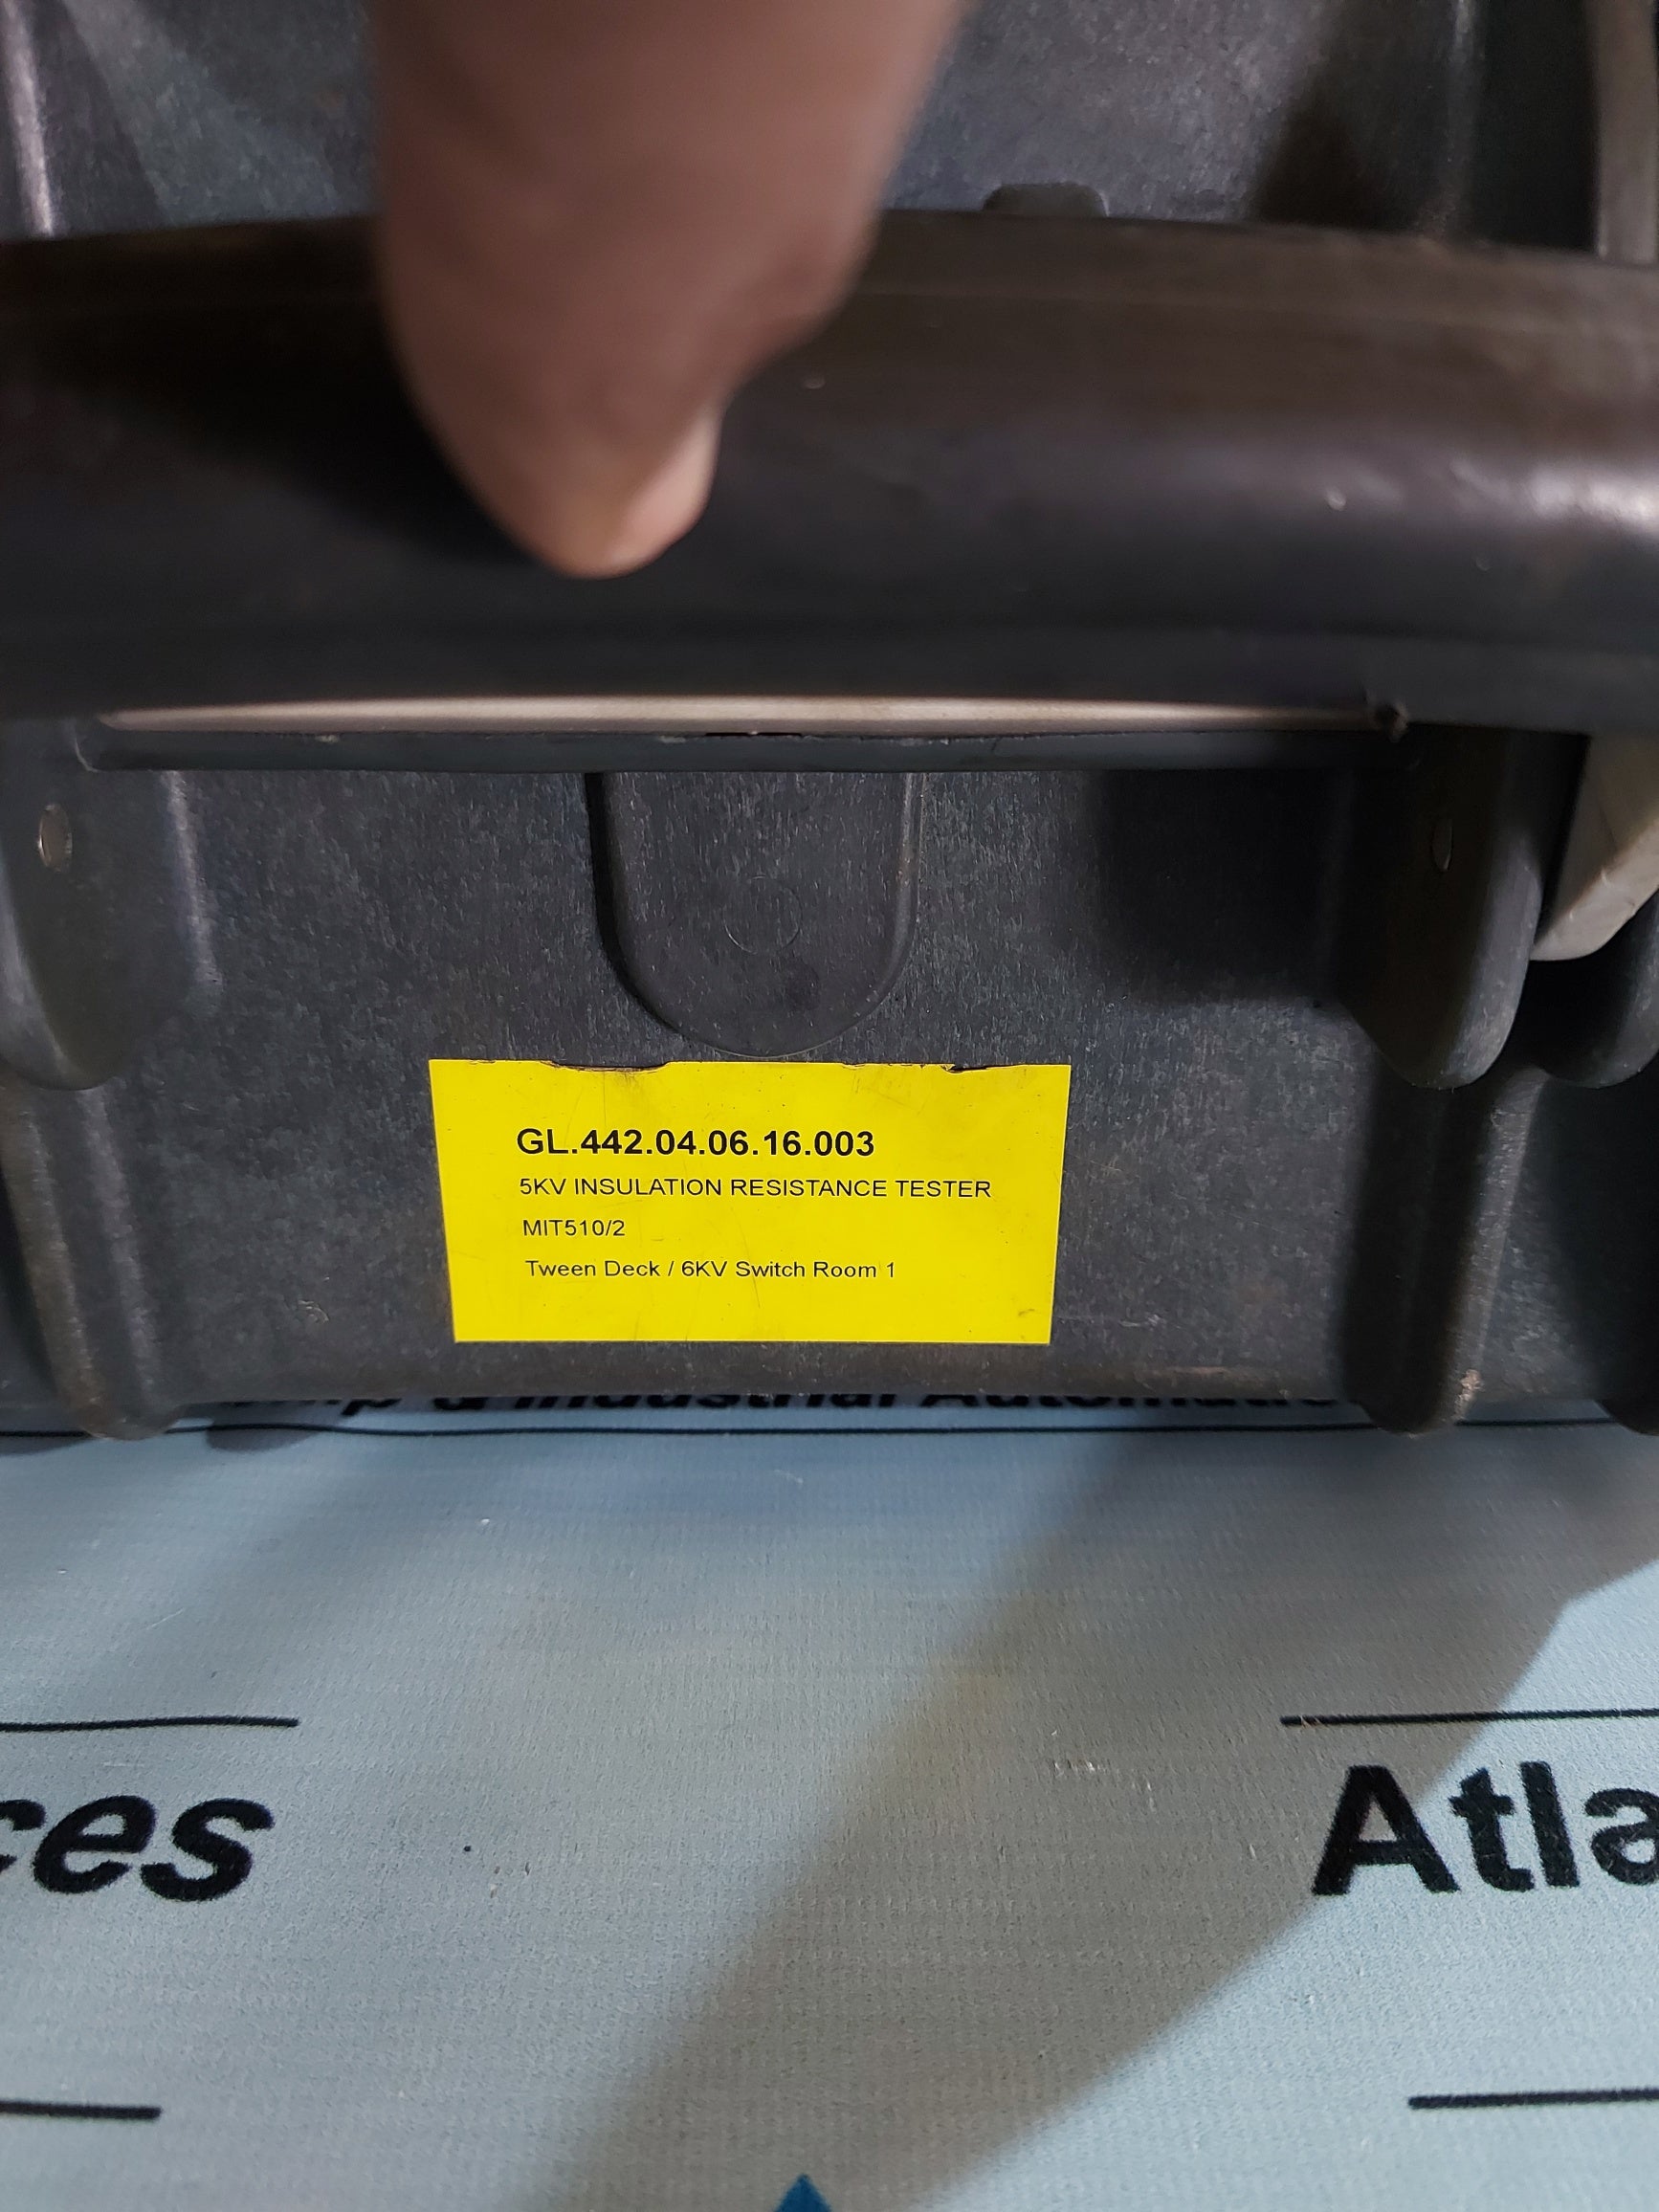 GL.442.04.06.16.003
5KV INSULATION RESISTANCE TESTER
MIT510/2
Tween Deck / 6KV Switch Room 1
& Industrial
ces
Atla